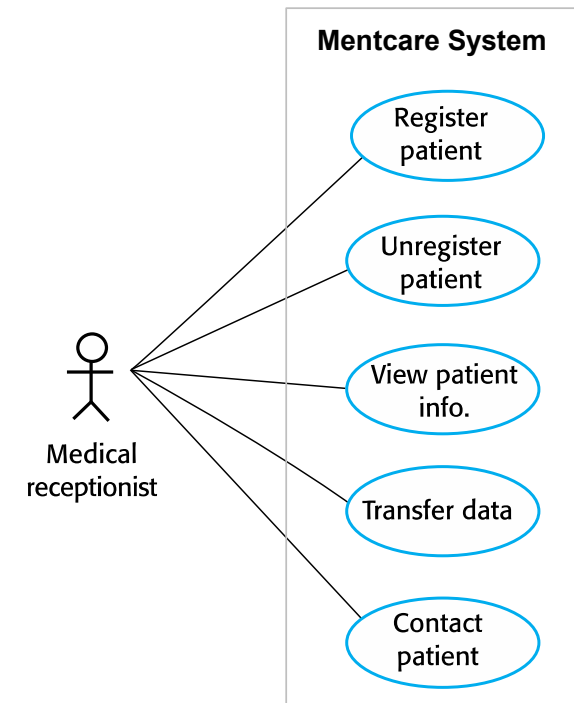 Mentcare System
Register
patient
Unregister
patient
View patient
info.
Medical
receptionist
Transfer data
Contact
patient